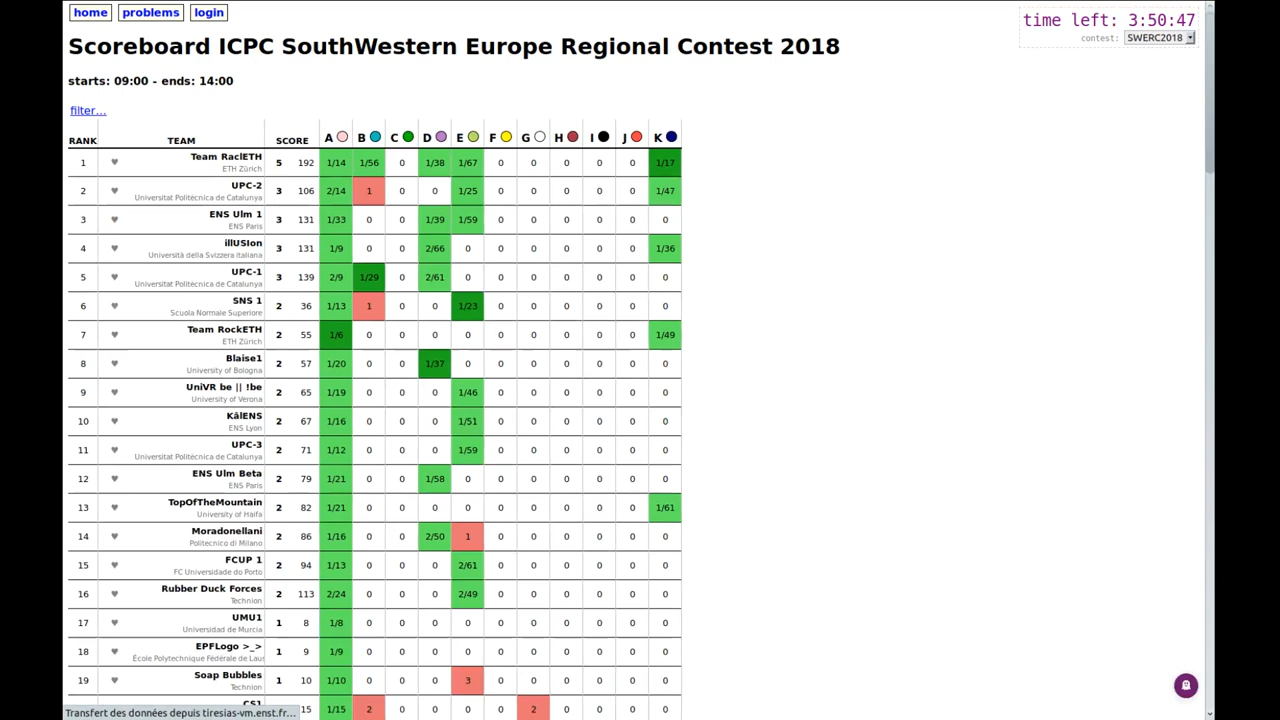 home problems login
time left: 3:50:47
contest: SWERC2018
Scoreboard ICPC SouthWestern Europe Regional Contest 2018
starts: 09:00 - ends: 14:00
filter...
RANK TEAM SCORE A B C D E F G H I J K
1 ♥ Team RaclETH 5 192 1/14 1/56 0 1/38 1/67 0 0 0 0 0 1/17
ETH Zürich
2 ♥ UPC-2 3 106 2/14 1 0 0 1/25 0 0 0 0 0 1/47
Universitat Politècnica de Catalunya
3 ♥ ENS Ulm 1 3 131 1/33 0 0 1/39 1/59 0 0 0 0 0 0
ENS Paris
4 ♥ illUSIon 3 131 1/9 0 0 2/66 0 0 0 0 0 0 1/36
Università della Svizzera italiana
5 ♥ UPC-1 3 139 2/9 1/29 0 2/61 0 0 0 0 0 0 0
Universitat Politècnica de Catalunya
6 ♥ SNS 1 2 36 1/13 1 0 0 1/23 0 0 0 0 0 0
Scuola Normale Superiore
7 ♥ Team RockETH 2 55 1/6 0 0 0 0 0 0 0 0 0 1/49
ETH Zürich
8 ♥ Blaise1 2 57 1/20 0 0 1/37 0 0 0 0 0 0 0
University of Bologna
9 ♥ UniVR be || !be 2 65 1/19 0 0 0 1/46 0 0 0 0 0 0
University of Verona
10 ♥ KålENS 2 67 1/16 0 0 0 1/51 0 0 0 0 0 0
ENS Lyon
11 ♥ UPC-3 2 71 1/12 0 0 0 1/59 0 0 0 0 0 0
Universitat Politècnica de Catalunya
12 ♥ ENS Ulm Beta 2 79 1/21 0 0 1/58 0 0 0 0 0 0 0
ENS Paris
13 ♥ TopOfTheMountain 2 82 1/21 0 0 0 0 0 0 0 0 0 1/61
University of Haifa
14 ♥ Moradonellani 2 86 1/16 0 0 2/50 1 0 0 0 0 0 0
Politecnico di Milano
15 ♥ FCUP 1 2 94 1/13 0 0 0 2/61 0 0 0 0 0 0
FC Universidade do Porto
16 ♥ Rubber Duck Forces 2 113 2/24 0 0 0 2/49 0 0 0 0 0 0
Technion
17 ♥ UMU1 1 8 1/8 0 0 0 0 0 0 0 0 0 0
Universidad de Murcia
18 ♥ EPFLogo >_> 1 9 1/9 0 0 0 0 0 0 0 0 0 0
École Polytechnique Fédérale de Laus
19 ♥ Soap Bubbles 1 10 1/10 0 0 0 3 0 0 0 0 0 0
Technion
CS1 15 1/15 2 0 0 0 0 2 0 0 0 0
Transfert des données depuis tiresias-vm.enst.fr...